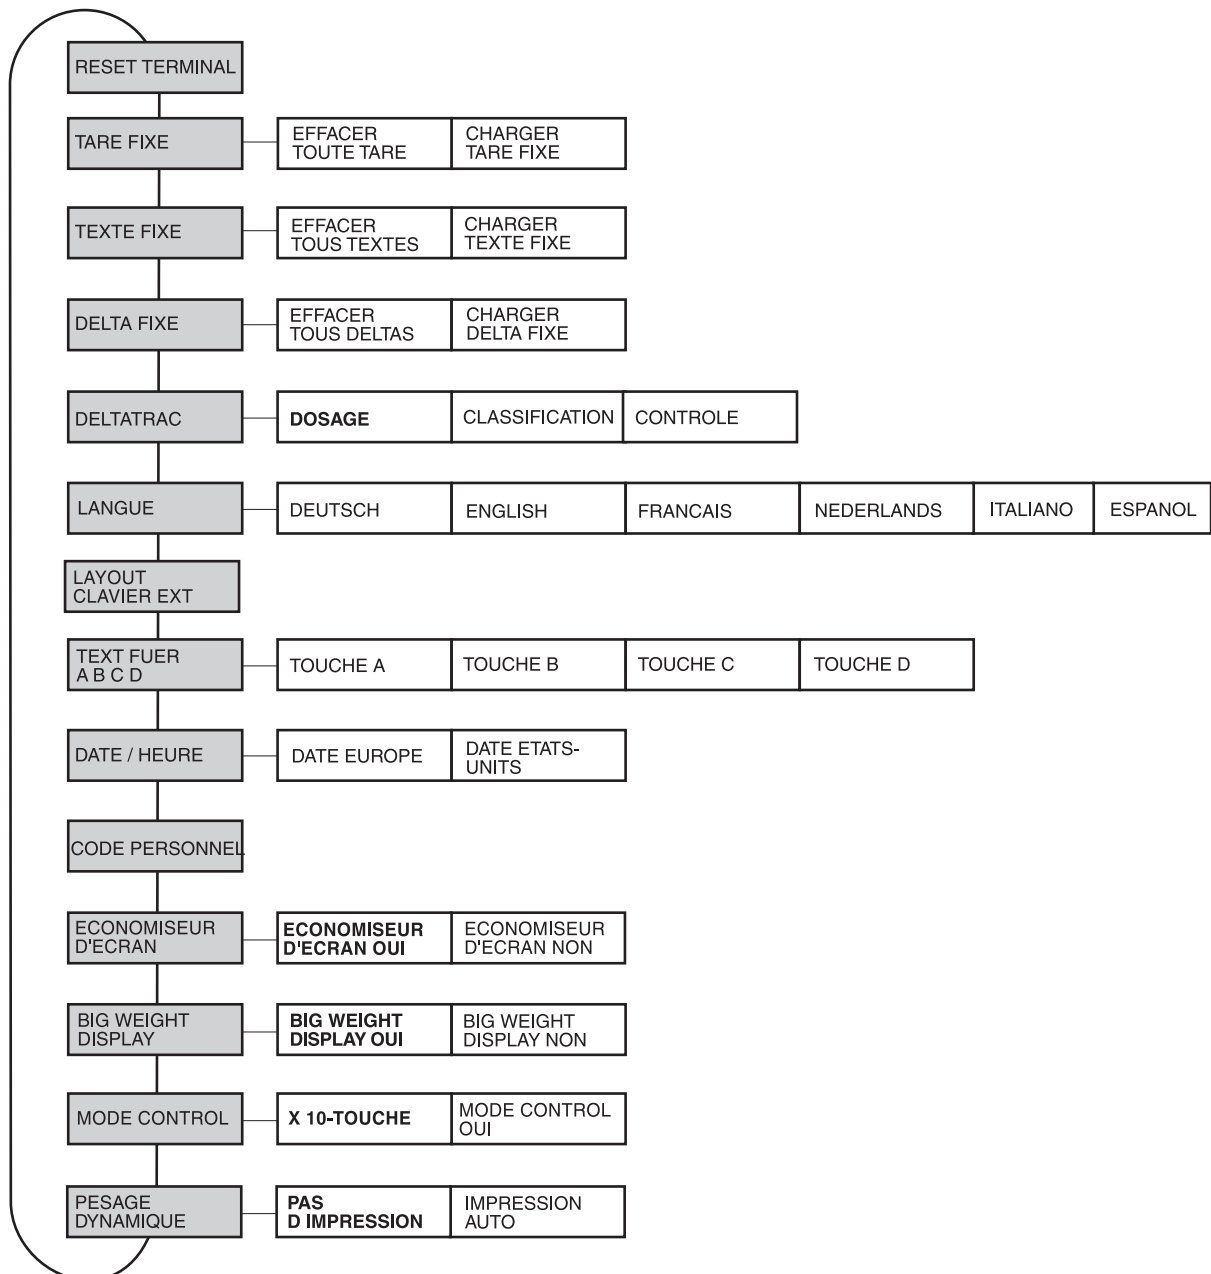 RESET TERMINAL
TARE FIXE
EFFACER
TOUTE TARE
CHARGER
TARE FIXE
TEXTE FIXE
EFFACER
TOUS TEXTES
CHARGER
TEXTE FIXE
DELTA FIXE
EFFACER
TOUS DELTAS
CHARGER
DELTA FIXE
DELTATRAC
DOSAGE
CLASSIFICATION
CONTROLE
LANGUE
DEUTSCH
ENGLISH
FRANCAIS
NEDERLANDS
ITALIANO
ESPANOL
LAYOUT
CLAVIER EXT
TEXT FUER
A B C D
TOUCHE A
TOUCHE B
TOUCHE C
TOUCHE D
DATE / HEURE
DATE EUROPE
DATE ETATS-
UNITS
CODE PERSONNEL
ECONOMISEUR
D'ECRAN
ECONOMISEUR
D'ECRAN OUI
ECONOMISEUR
D'ECRAN NON
BIG WEIGHT
DISPLAY
BIG WEIGHT
DISPLAY OUI
BIG WEIGHT
DISPLAY NON
MODE CONTROL
X 10-TOUCHE
MODE CONTROL
OUI
PESAGE
DYNAMIQUE
PAS
D IMPRESSION
IMPRESSION
AUTO